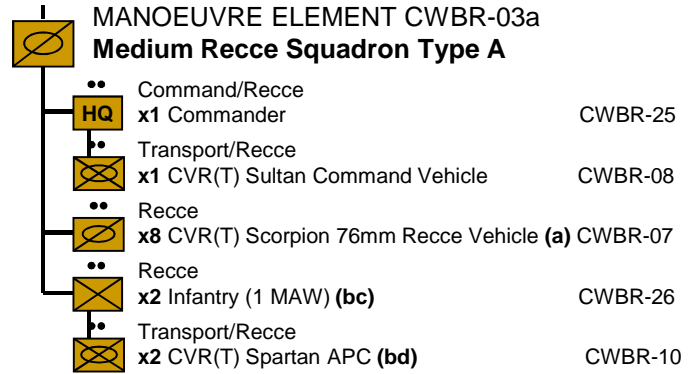 MANOEUVRE ELEMENT CWBR-03a
Medium Recce Squadron Type A
Command/Recce
HQ x1 Commander CWBR-25
Transport/Recce
x1 CVR(T) Sultan Command Vehicle CWBR-08
Recce
x8 CVR(T) Scorpion 76mm Recce Vehicle (a) CWBR-07
Recce
x2 Infantry (1 MAW) (bc) CWBR-26
Transport/Recce
x2 CVR(T) Spartan APC (bd) CWBR-10